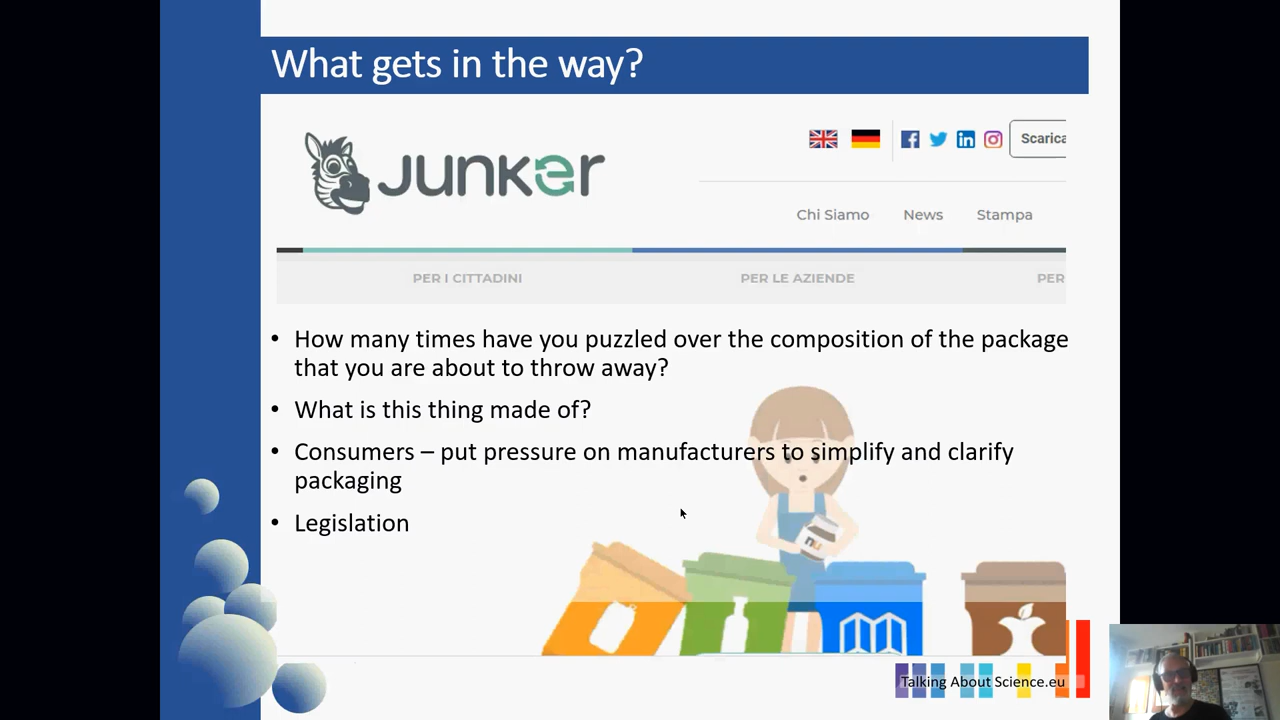 What gets in the way?
JUNKer
Scarica
Chi Siamo News Stampa
PER I CITTADINI PER LE AZIENDE PER
• How many times have you puzzled over the composition of the package
that you are about to throw away?
• What is this thing made of?
• Consumers – put pressure on manufacturers to simplify and clarify
packaging
• Legislation
nu
Talking About Science.eu